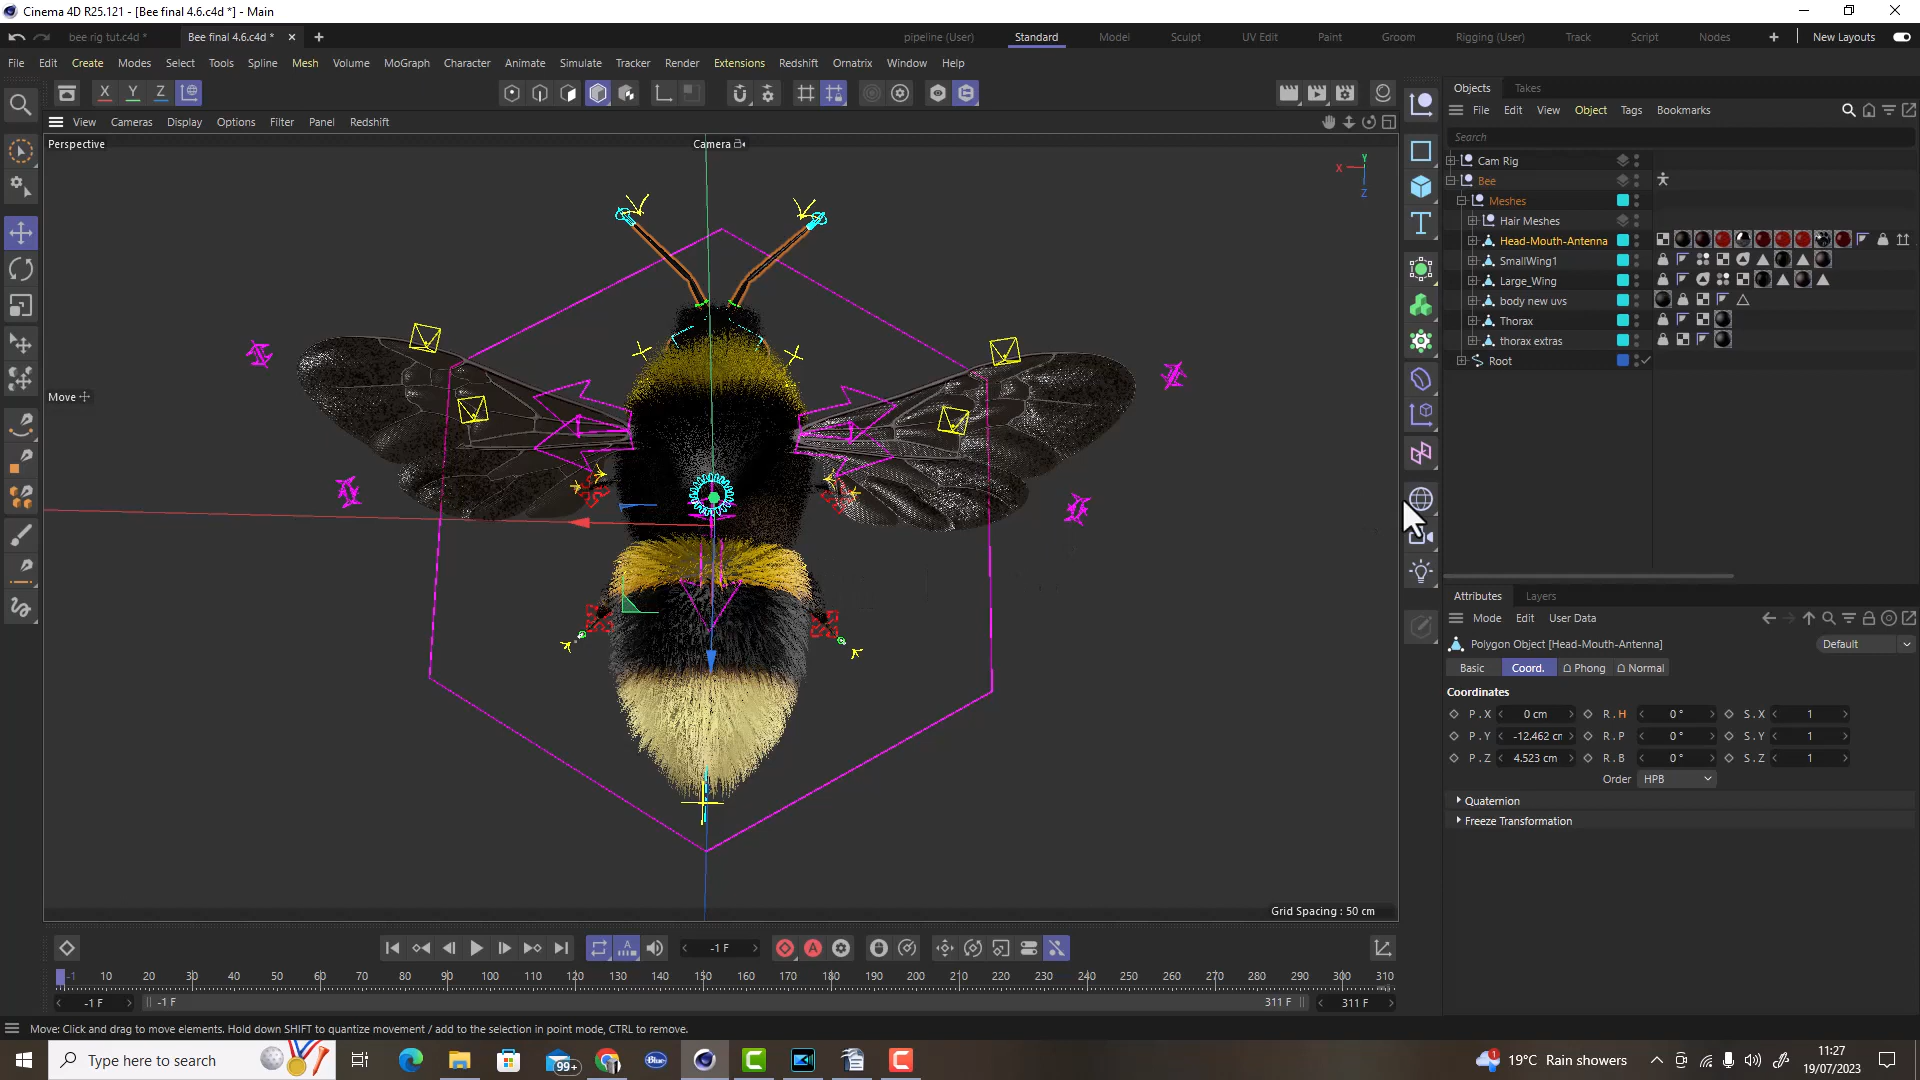 Cinema 4D R25.121 - [Bee final 4.6.c4d *] - Main
bee rig tut.c4d *
Bee final 4.6.c4d *
pipeline (User)
Standard
Model
Sculpt
UV Edit
Paint
Groom
Rigging (User)
Track
Script
Nodes
New Layouts
File Edit Create Modes Select Tools Spline Mesh Volume MoGraph Character Animate Simulate Tracker Render Extensions Redshift Ornatrix Window Help
X Y Z
View Cameras Display Options Filter Panel Redshift
Perspective
Camera
X Y Z
Move
Grid Spacing : 50 cm
Objects Takes
File Edit View Object Tags Bookmarks
Search
Cam Rig
Bee
Meshes
Hair Meshes
Head-Mouth-Antenna
SmallWing1
Large_Wing
body new uvs
Thorax
thorax extras
Root
Attributes Layers
Mode Edit User Data
Polygon Object [Head-Mouth-Antenna]
Default
Basic Coord. Phong Normal
Coordinates
P . X 0 cm R . H 0 ° S . X 1
P . Y -12.462 cm R . P 0 ° S . Y 1
P . Z 4.523 cm R . B 0 ° S . Z 1
Order HPB
Quaternion
Freeze Transformation
-1 F
-1 10 20 30 40 50 60 70 80 90 100 110 120 130 140 150 160 170 180 190 200 210 220 230 240 250 260 270 280 290 300 310
-1 F -1 F 311 F 311 F
Move: Click and drag to move elements. Hold down SHIFT to quantize movement / add to the selection in point mode, CTRL to remove.
Type here to search
99+
Blue
19°C Rain showers
11:27
19/07/2023